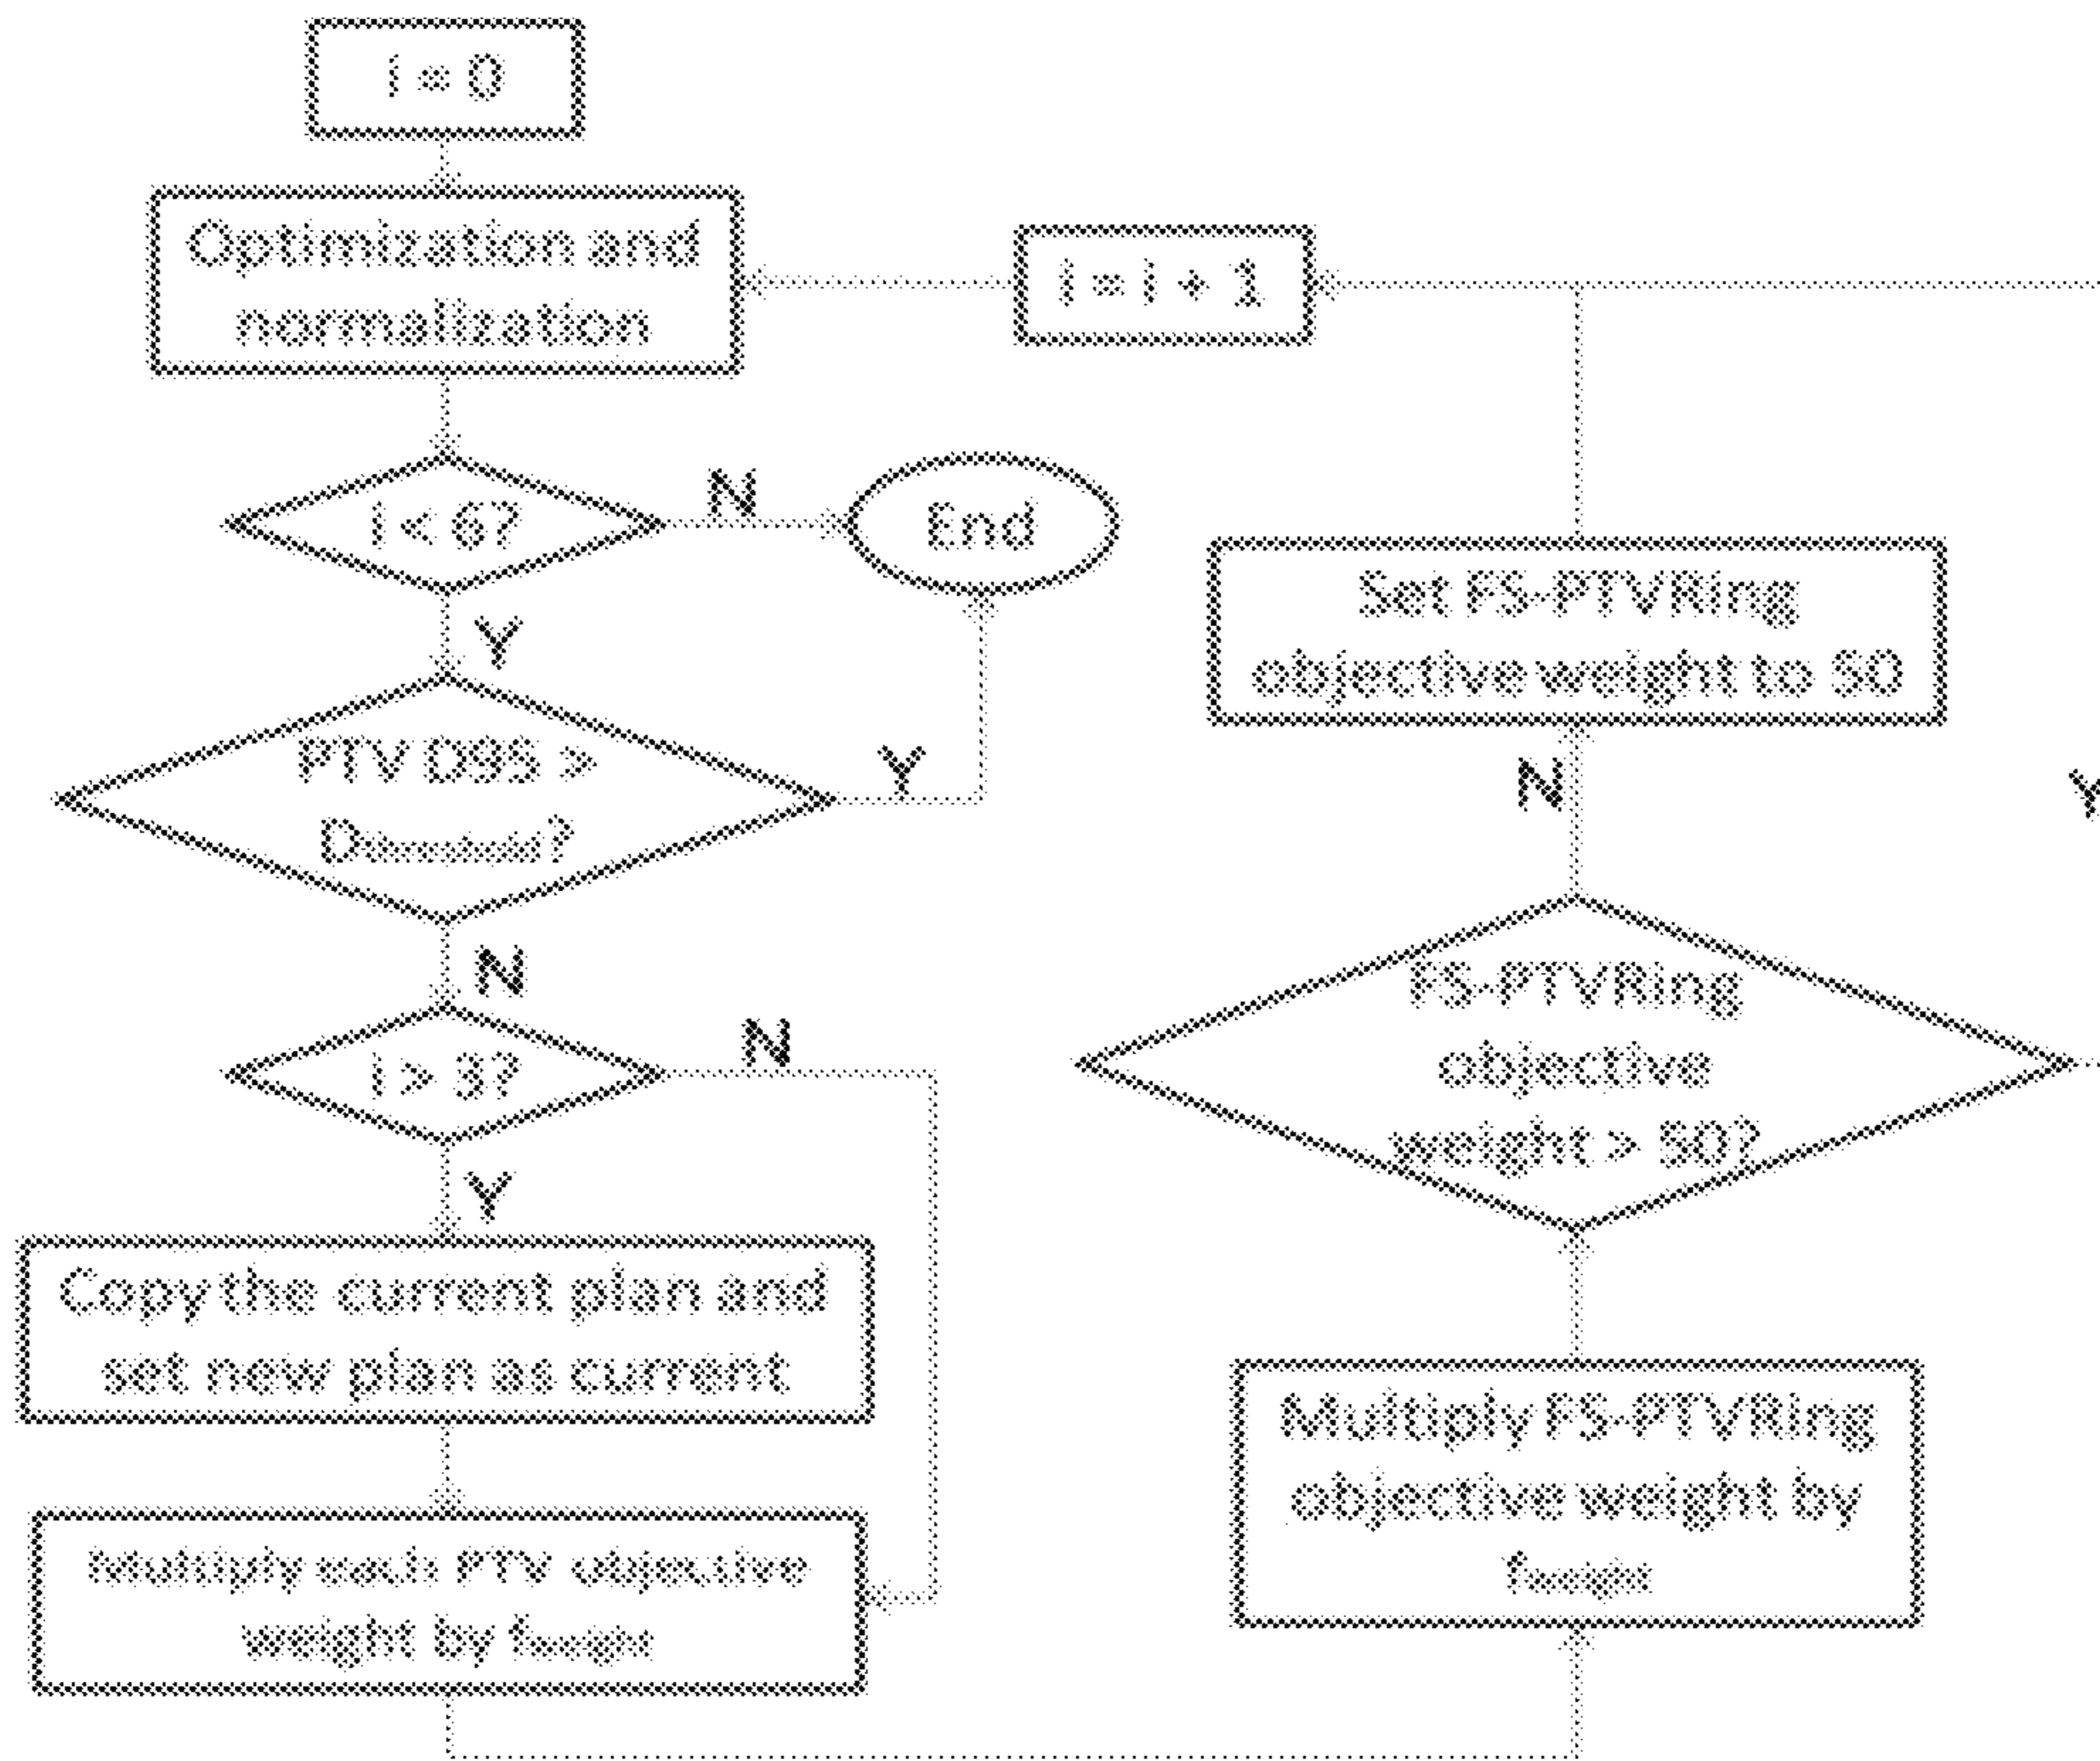 i = 0
Optimization and
normalization
i = i + 1
i < 6?
N
End
Y
Set FS-PTVRing
objective weight to 50
PTV D95 >
Y
N
Y
N
FS-PTVRing
objective
weight > 50?
i > 3?
N
Y
Copy the current plan and
set new plan as current
Multiply FS-PTVRing
objective weight by
fweight
Multiply each PTV objective
weight by fweight